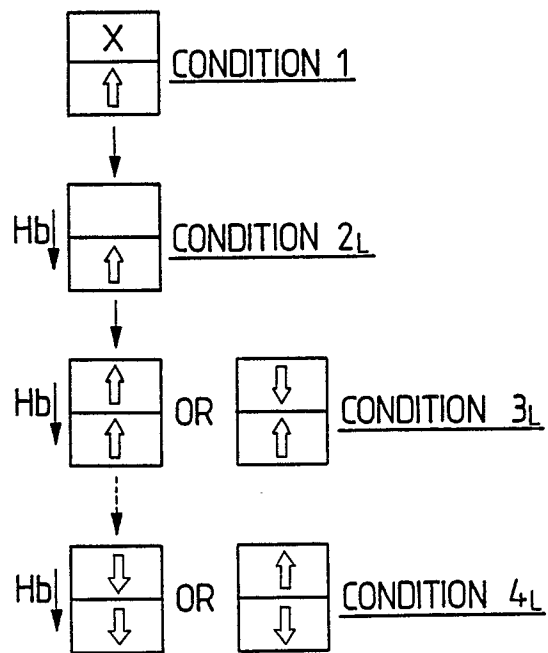 X
CONDITION 1
Hb CONDITION 2L
Hb OR CONDITION 3L
Hb OR CONDITION 4L